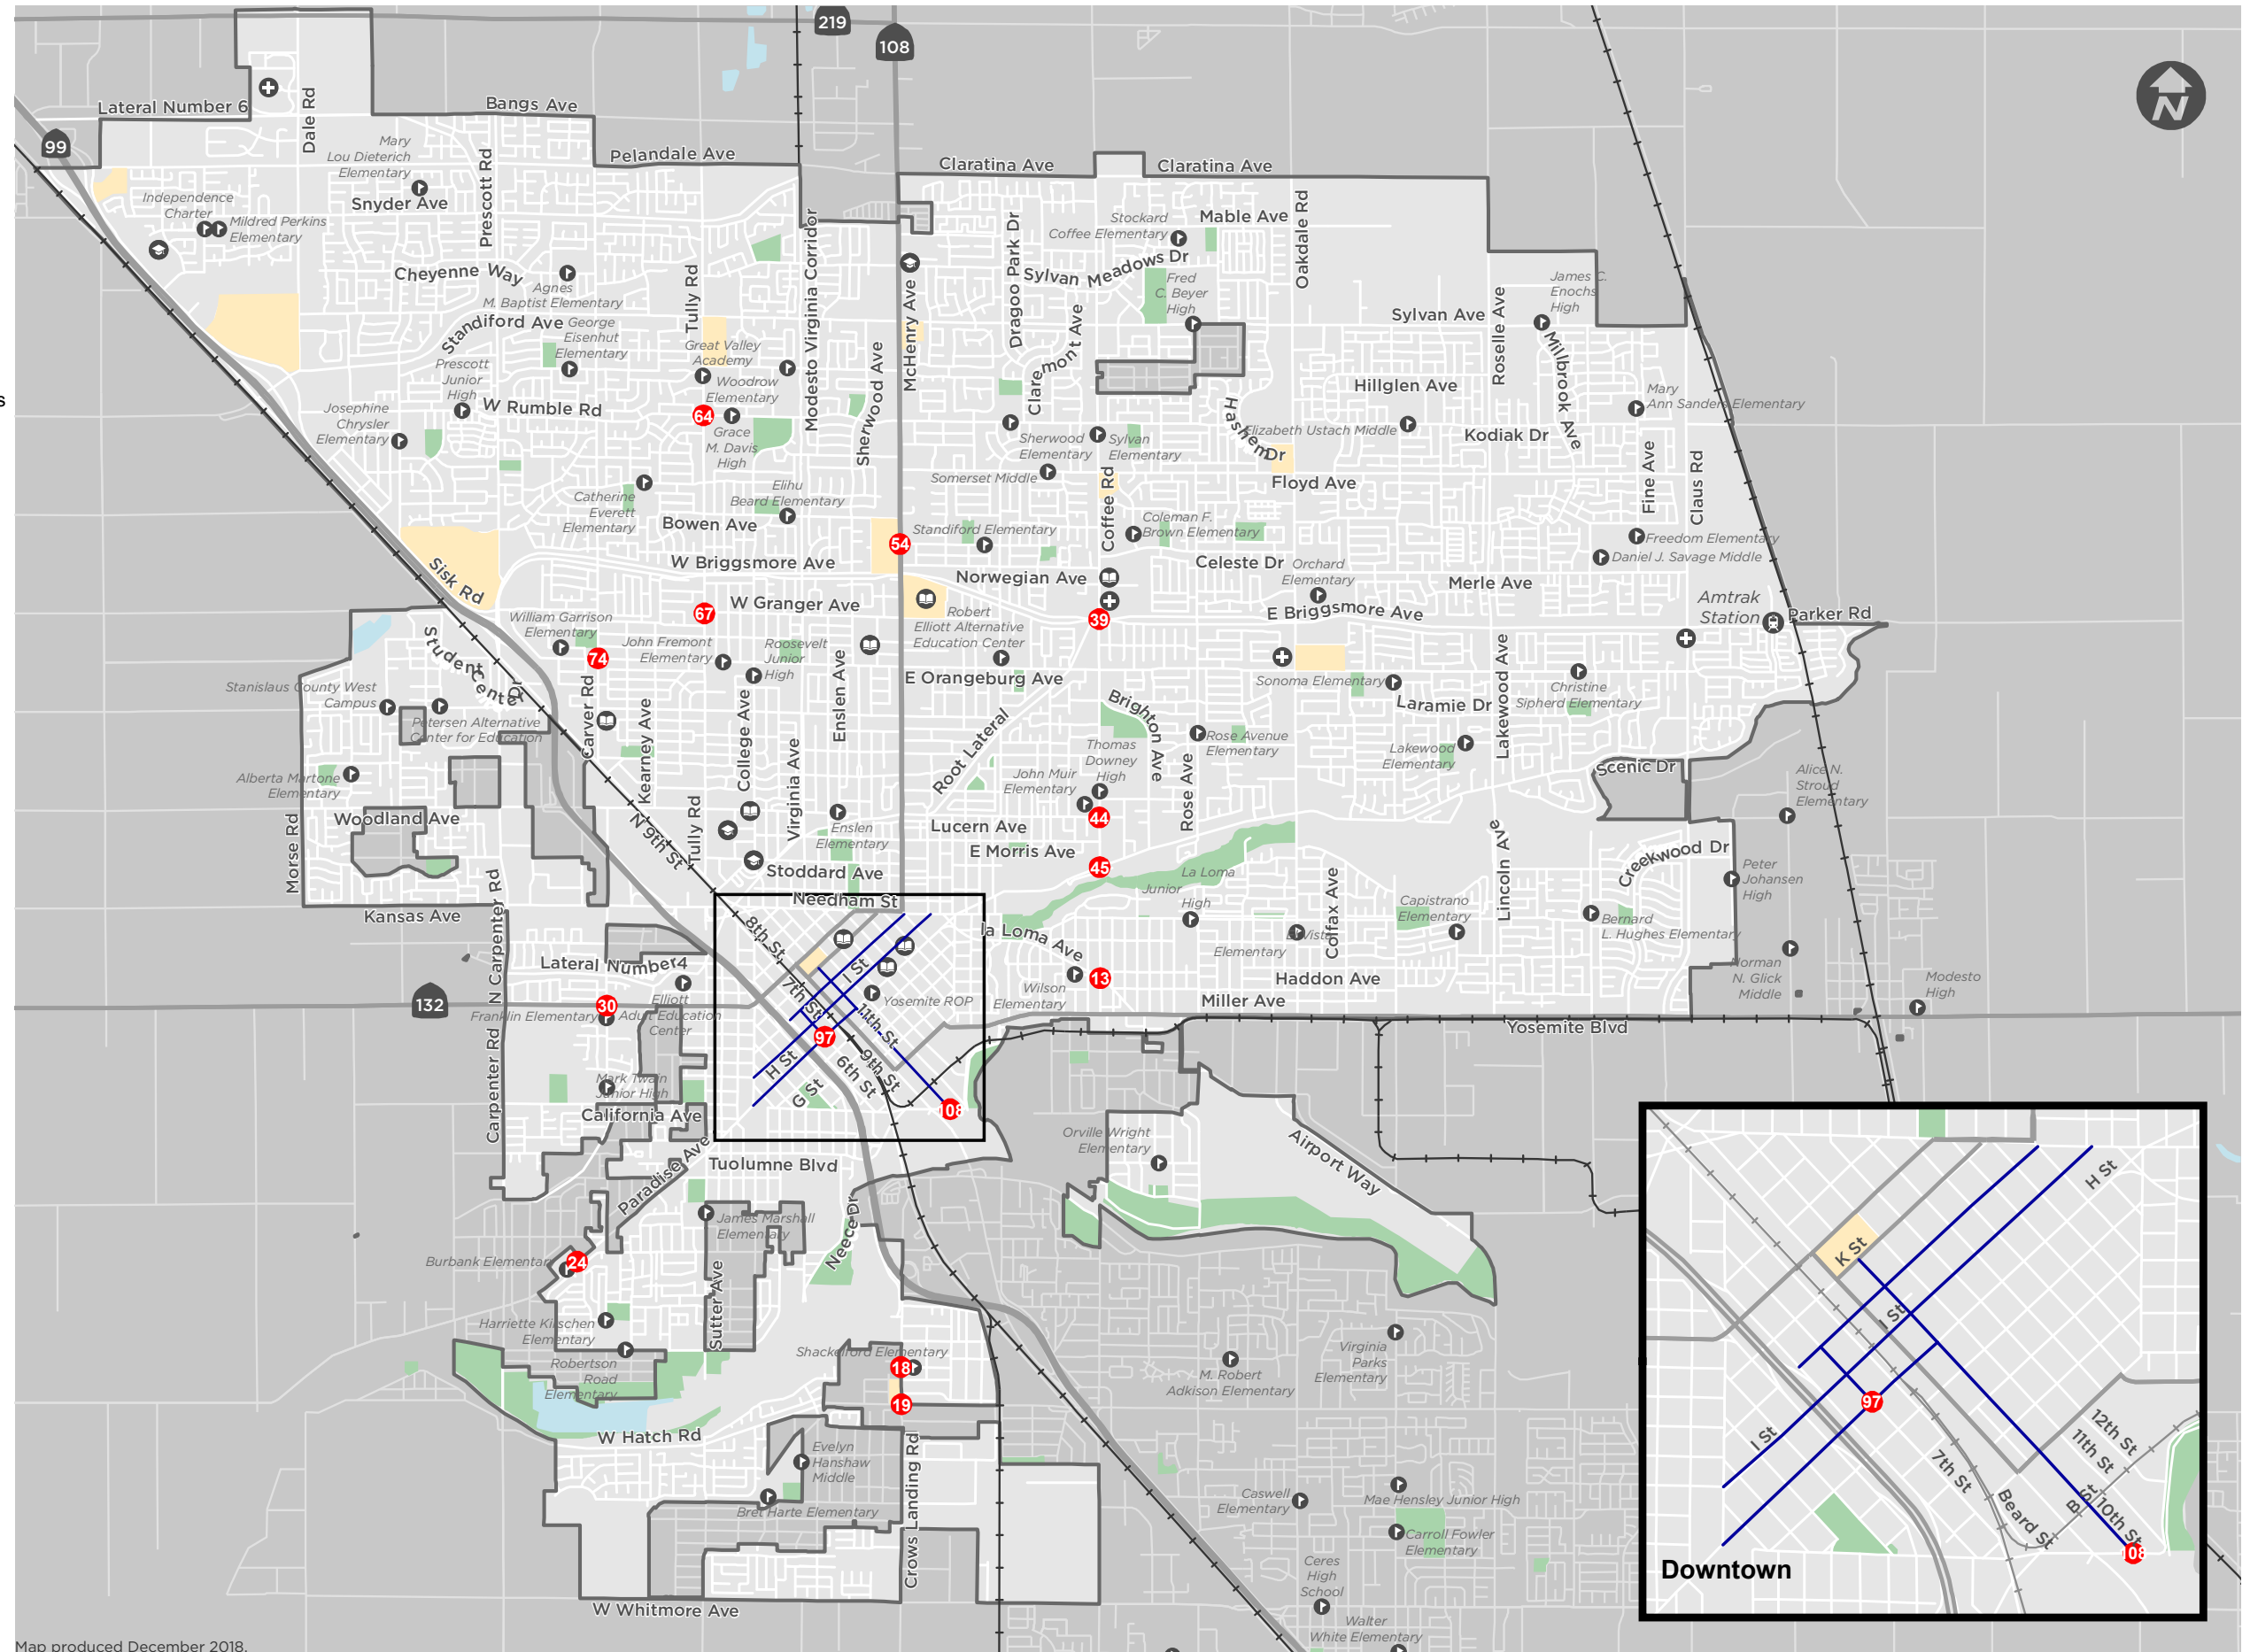 219
108
Lateral Number 6
Dale Rd
Bangs Ave
99
Mary
Lou Dieterich
Elementary
Prescott Rd
Pelandale Ave
Claratina Ave
Claratina Ave
Independence
Charter
Snyder Ave
Mildred Perkins
Elementary
Modesto Virginia Corridor
Dragoo Park Dr
Stockard
Coffee Elementary
Mable Ave
Oakdale Rd
Cheyenne Way
Agnes
M. Baptist Elementary
Tully Rd
McHenry Ave
Sylvan Meadows Dr
Fred
C. Beyer
High
James C.
Enochs
High
Standiford Ave
George
Eisenhut
Elementary
Claremont Ave
Sylvan Ave
Roselle Ave
Millbrook Ave
Great Valley
Academy
Sherwood Ave
Prescott
Junior
High
Woodrow
Elementary
Hillglen Ave
Mary
Ann Sanders Elementary
s
Josephine
Chrysler
Elementary
W Rumble Rd
64
Grace
M. Davis
High
Hashem Dr
Elizabeth Ustach Middle
Kodiak Dr
Sherwood
Elementary
Sylvan
Elementary
Fine Ave
Claus Rd
Somerset Middle
Coffee Rd
Floyd Ave
Catherine
Everett
Elementary
Elihu
Beard Elementary
Bowen Ave
Standiford Elementary
Coleman F.
Brown Elementary
54
Freedom Elementary
Daniel J. Savage Middle
Sisk Rd
W Briggsmore Ave
Norwegian Ave
Celeste Dr
Orchard
Elementary
Merle Ave
W Granger Ave
67
Robert
Elliott Alternative
Education Center
39
E Briggsmore Ave
Amtrak
Station
Parker Rd
William Garrison
Elementary
74
John Fremont
Elementary
Roosevelt
Junior
High
Student Center Dr
Enslen Ave
E Orangeburg Ave
Sonoma Elementary
Lakewood Ave
Christine
Sipherd Elementary
Stanislaus County West
Campus
Petersen Alternative
Center for Education
Carver Rd
Kearney Ave
College Ave
Virginia Ave
Root Lateral
Brighton Ave
Laramie Dr
Thomas
Downey
High
Rose Avenue
Elementary
Lakewood
Elementary
Rose Ave
John Muir
Elementary
Scenic Dr
Alberta Martone
Elementary
Alice N.
Stroud
Elementary
Woodland Ave
Morse Rd
N 9th St
Tully Rd
Enslen
Elementary
Lucern Ave
44
E Morris Ave
45
Stoddard Ave
La Loma
Junior
High
Lincoln Ave
Creekwood Dr
Peter
Johansen
High
Kansas Ave
N Carpenter Rd
Needham St
8th St
la Loma Ave
Colfax Ave
Capistrano
Elementary
Bernard
L. Hughes Elementary
Elementary
Lateral Number4
I St
7th St
Yosemite ROP
11th St
Wilson
Elementary
13
Haddon Ave
Miller Ave
Norman
N. Glick
Middle
Modesto
High
132
30
Elliott
Adult Education
Center
Franklin Elementary
97
Yosemite Blvd
Carpenter Rd
H St
G St
6th St
9th St
Mark Twain
Junior High
California Ave
Orville Wright
Elementary
Airport Way
Paradise Ave
Tuolumne Blvd
James Marshall
Elementary
Neece Dr
Burbank Elementary
24
Sutter Ave
Harriette Kirschen
Elementary
Robertson
Road
Elementary
Shackelford Elementary
18
19
M. Robert
Adkison Elementary
Virginia
Parks
Elementary
W Hatch Rd
Evelyn
Hanshaw
Middle
Bret Harte Elementary
Crows Landing Rd
Caswell
Elementary
Mae Hensley Junior High
Carroll Fowler
Elementary
Ceres
High
School
W Whitmore Ave
Walter
White Elementary
Map produced December 2018.
N
H St
K St
I St
97
I St
7th St
Beard St
12th St
11th St
B St
10th St
Downtown